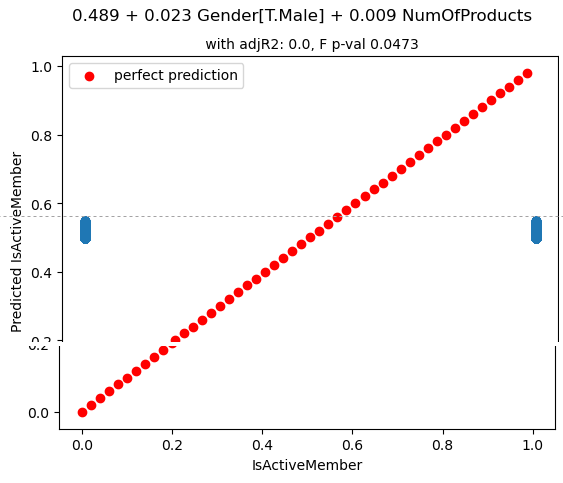 0.489 + 0.023 Gender[T.Male] + 0.009 NumOfProducts
with adjR2: 0.0, F p-val 0.0473
perfect prediction
Predicted IsActiveMember
1.0
0.8
0.6
0.4
0.2
0.0
0.0 0.2 0.4 0.6 0.8 1.0
IsActiveMember